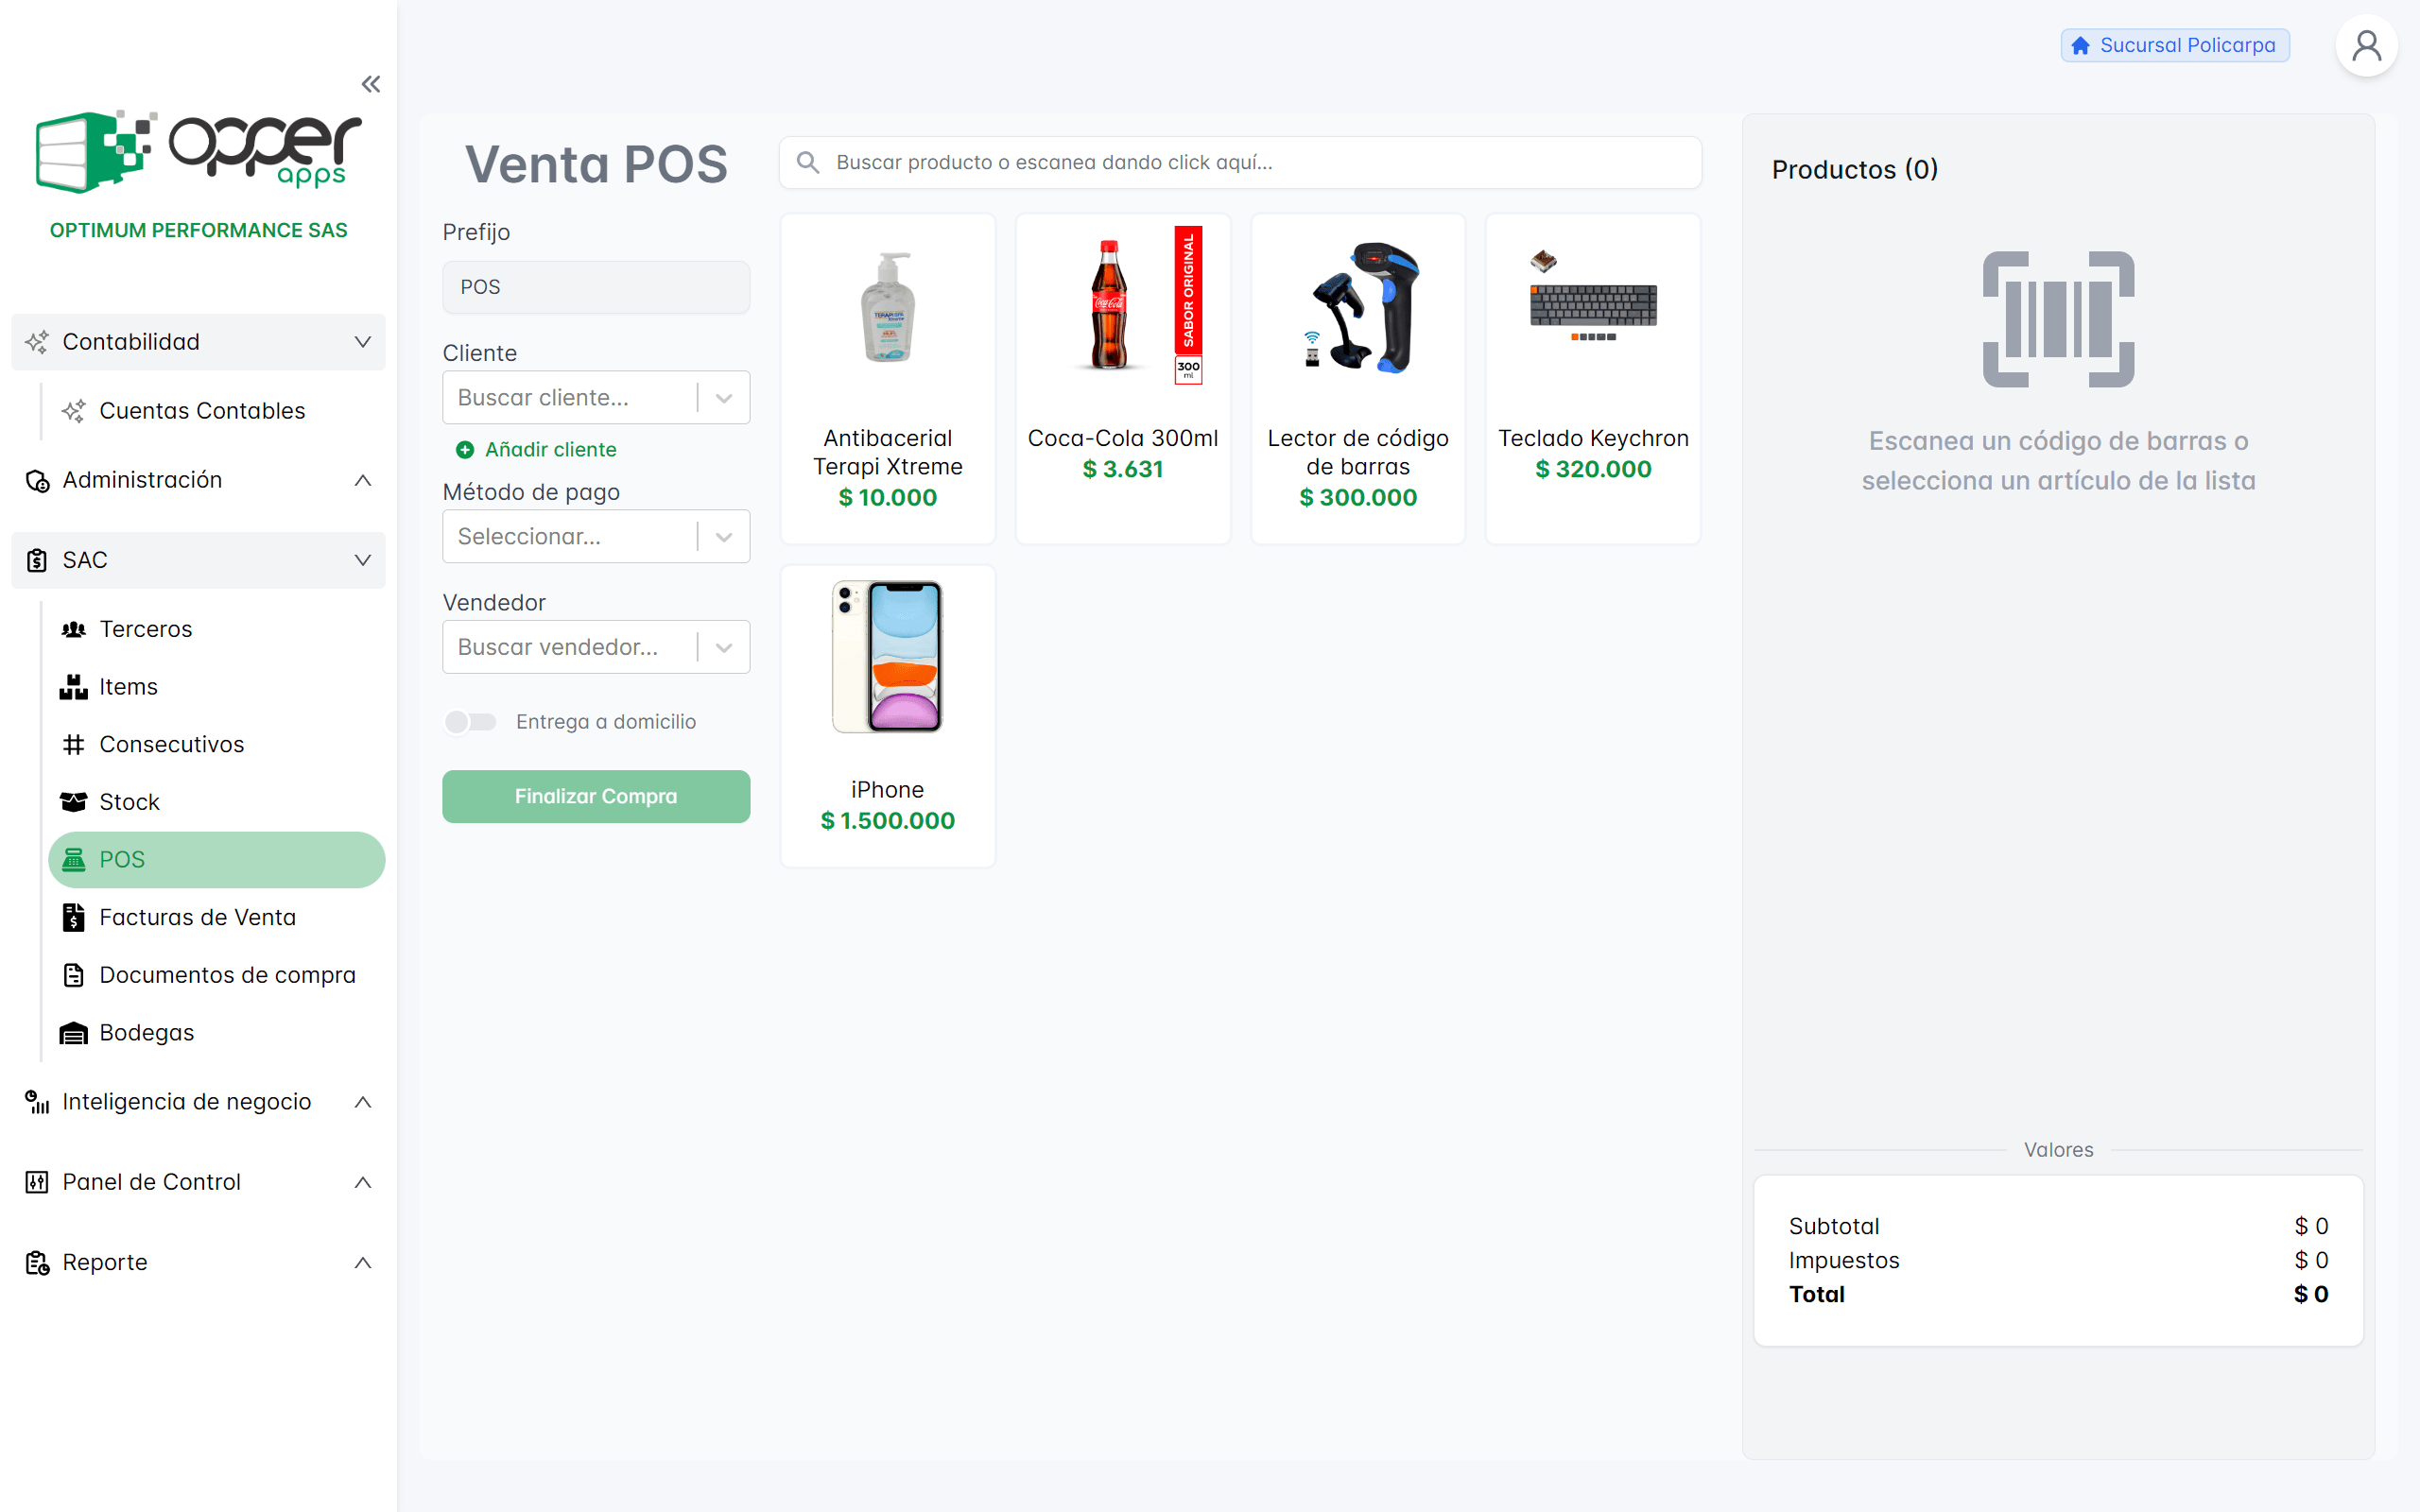 opper
apps
OPTIMUM PERFORMANCE SAS
Contabilidad
Cuentas Contables
Administración
SAC
Terceros
Items
Consecutivos
Stock
POS
Facturas de Venta
Documentos de compra
Bodegas
Inteligencia de negocio
Panel de Control
Reporte
Sucursal Policarpa
Venta POS
Prefijo
POS
Cliente
Buscar cliente...
Añadir cliente
Método de pago
Seleccionar...
Vendedor
Buscar vendedor...
Entrega a domicilio
Finalizar Compra
Buscar producto o escanea dando click aquí...
Antibacerial
Terapi Xtreme
$ 10.000
Coca-Cola
SABOR ORIGINAL
300
ml
Coca-Cola 300ml
$ 3.631
Lector de código
de barras
$ 300.000
Teclado Keychron
$ 320.000
iPhone
$ 1.500.000
Productos (0)
Escanea un código de barras o
selecciona un artículo de la lista
Valores
Subtotal $ 0
Impuestos $ 0
Total $ 0